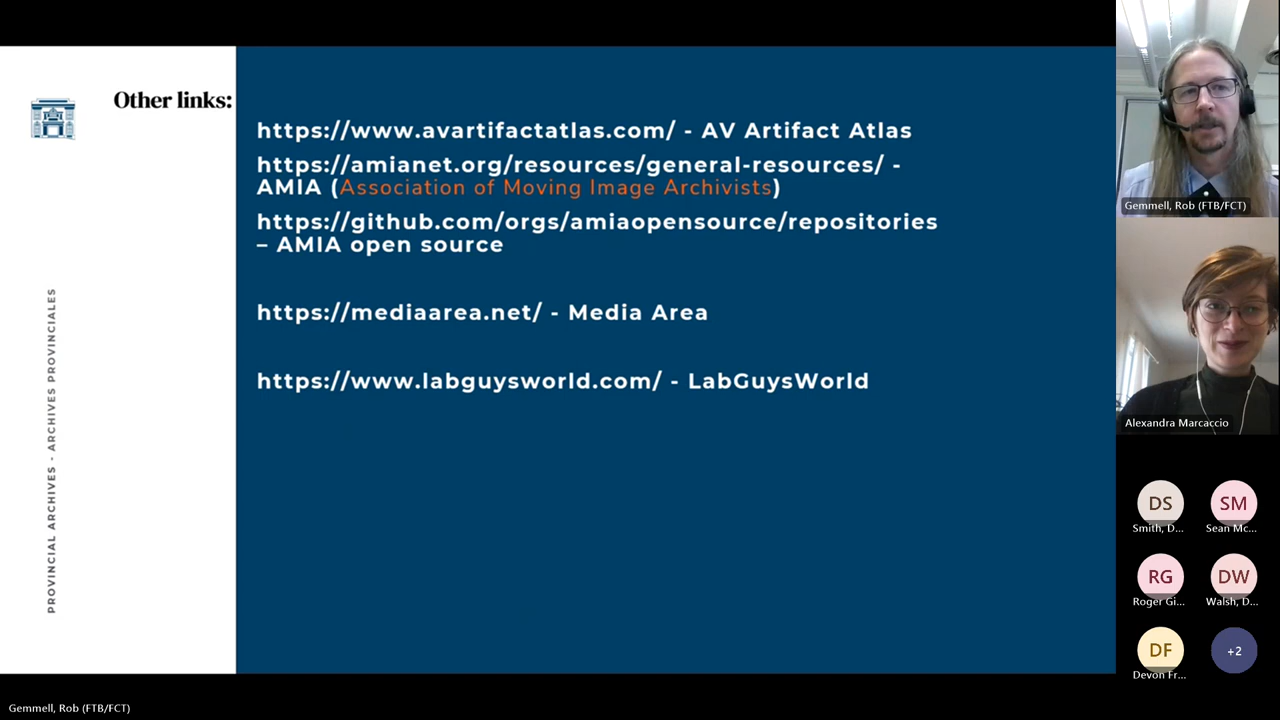 Other links:
https://www.avartifactatlas.com/ - AV Artifact Atlas
https://amianet.org/resources/general-resources/ -
AMIA (Association of Moving Image Archivists)
https://github.com/orgs/amiaopensource/repositories
– AMIA open source
https://mediaarea.net/ - Media Area
https://www.labguysworld.com/ - LabGuysWorld
PROVINCIAL ARCHIVES - ARCHIVES PROVINCIALES
Gemmell, Rob (FTB/FCT)
Alexandra Marcaccio
DS
SM
Smith, D...
Sean Mc...
RG
DW
Roger Gi...
Walsh, D...
DF
+2
Devon Fr...
Gemmell, Rob (FTB/FCT)